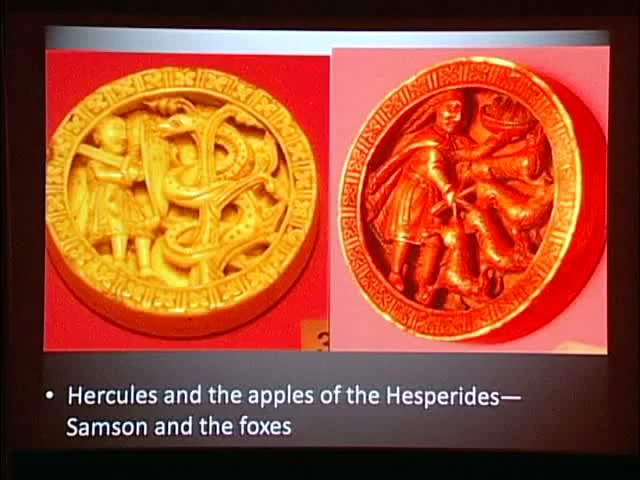 • Hercules and the apples of the Hesperides—
Samson and the foxes